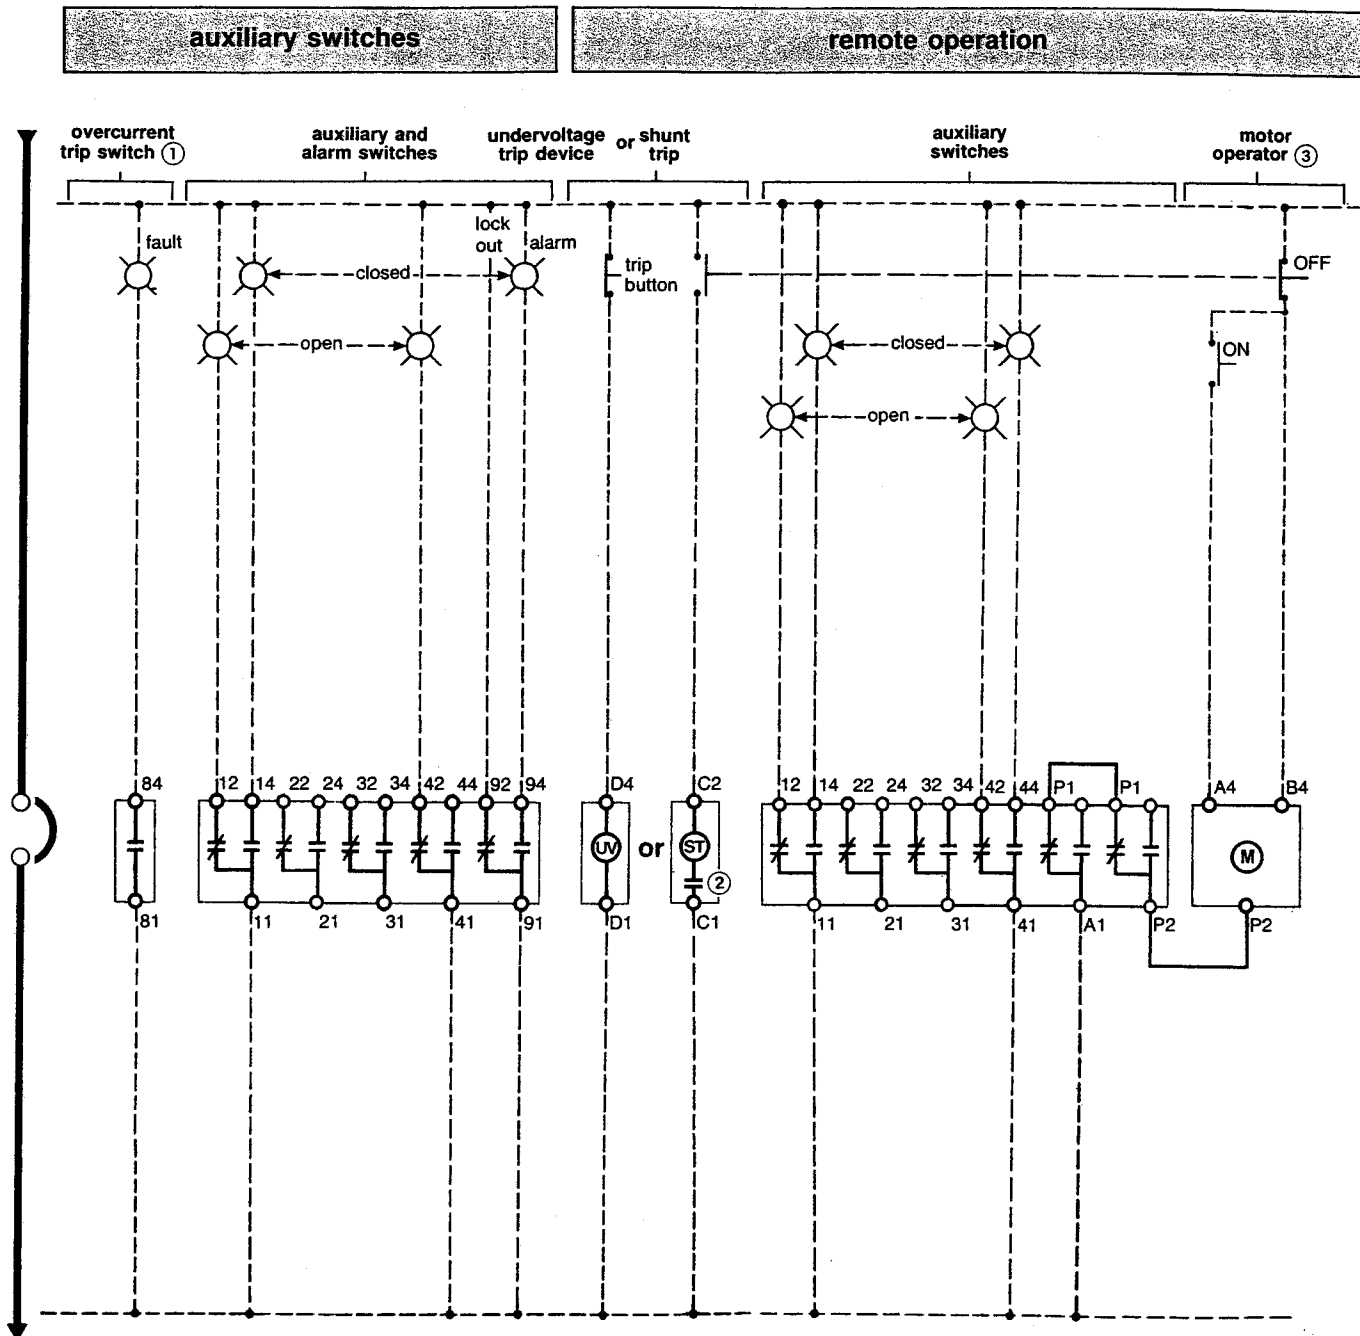 auxiliary switches
remote operation
overcurrent
trip switch ①
auxiliary and
alarm switches
undervoltage
trip device
or
shunt
trip
auxiliary
switches
motor
operator ③
fault
lock
out
alarm
closed
open
trip
button
closed
open
OFF
ON
84
12 14 22 24 32 34 42 44 92 94
D4
C2
12 14 22 24 32 34 42 44 P1 P1
A4
B4
UV
or
ST
②
M
81
11 21 31 41 91
D1
C1
11 21 31 41 A1 P2
P2